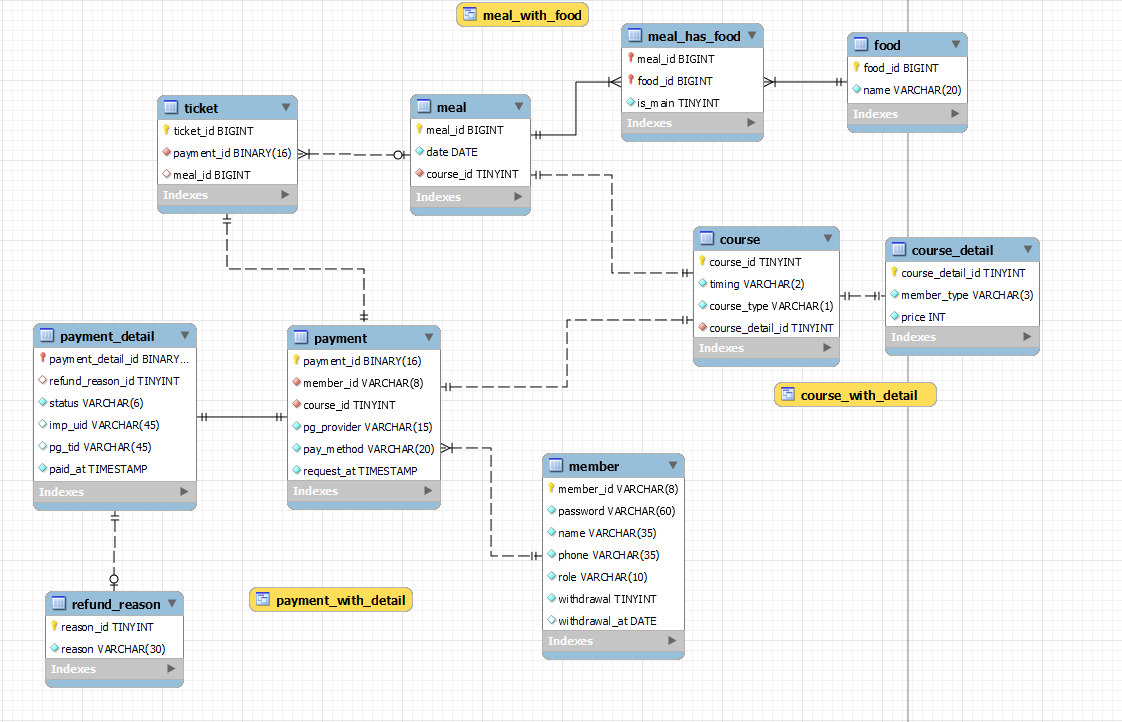 meal_with_food
meal_has_food
meal_id BIGINT
food_id BIGINT
is_main TINYINT
Indexes
food
food_id BIGINT
name VARCHAR(20)
Indexes
ticket
ticket_id BIGINT
payment_id BINARY(16)
meal_id BIGINT
Indexes
meal
meal_id BIGINT
date DATE
course_id TINYINT
Indexes
course
course_id TINYINT
timing VARCHAR(2)
course_type VARCHAR(1)
course_detail_id TINYINT
Indexes
course_detail
course_detail_id TINYINT
member_type VARCHAR(3)
price INT
Indexes
payment_detail
payment_detail_id BINARY...
refund_reason_id TINYINT
status VARCHAR(6)
imp_uid VARCHAR(45)
pg_tid VARCHAR(45)
paid_at TIMESTAMP
Indexes
payment
payment_id BINARY(16)
member_id VARCHAR(8)
course_id TINYINT
pg_provider VARCHAR(15)
pay_method VARCHAR(20)
request_at TIMESTAMP
Indexes
course_with_detail
member
member_id VARCHAR(8)
password VARCHAR(60)
name VARCHAR(35)
phone VARCHAR(35)
role VARCHAR(10)
withdrawal TINYINT
withdrawal_at DATE
Indexes
refund_reason
reason_id TINYINT
reason VARCHAR(30)
Indexes
payment_with_detail